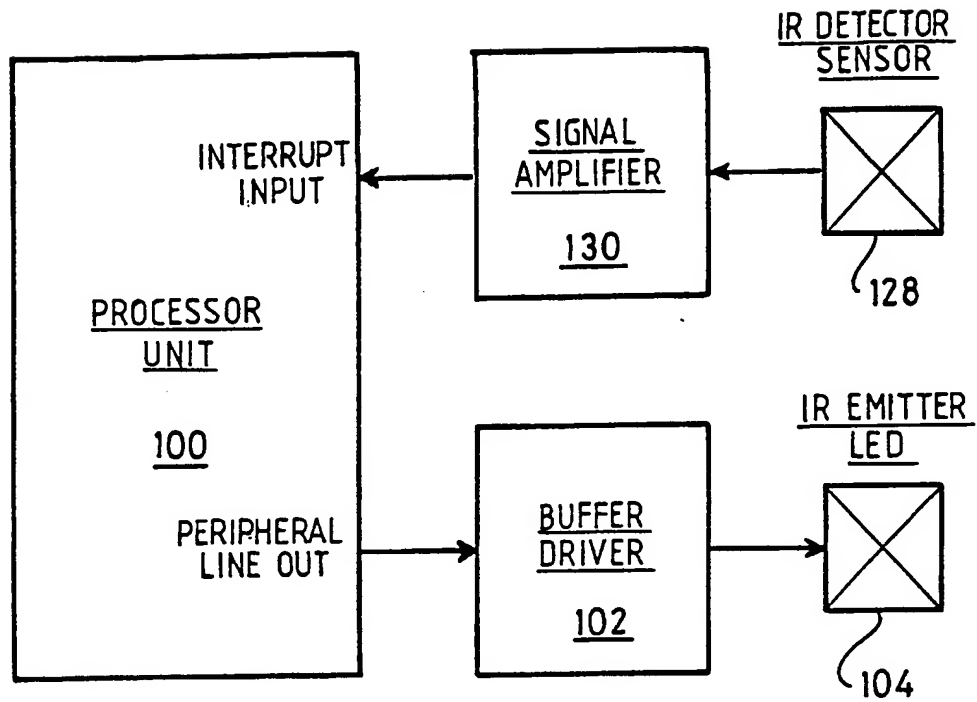 IR DETECTOR
SENSOR
SIGNAL
AMPLIFIER
130
128
INTERRUPT
INPUT
PROCESSOR
UNIT
100
PERIPHERAL
LINE OUT
BUFFER
DRIVER
102
IR EMITTER
LED
104